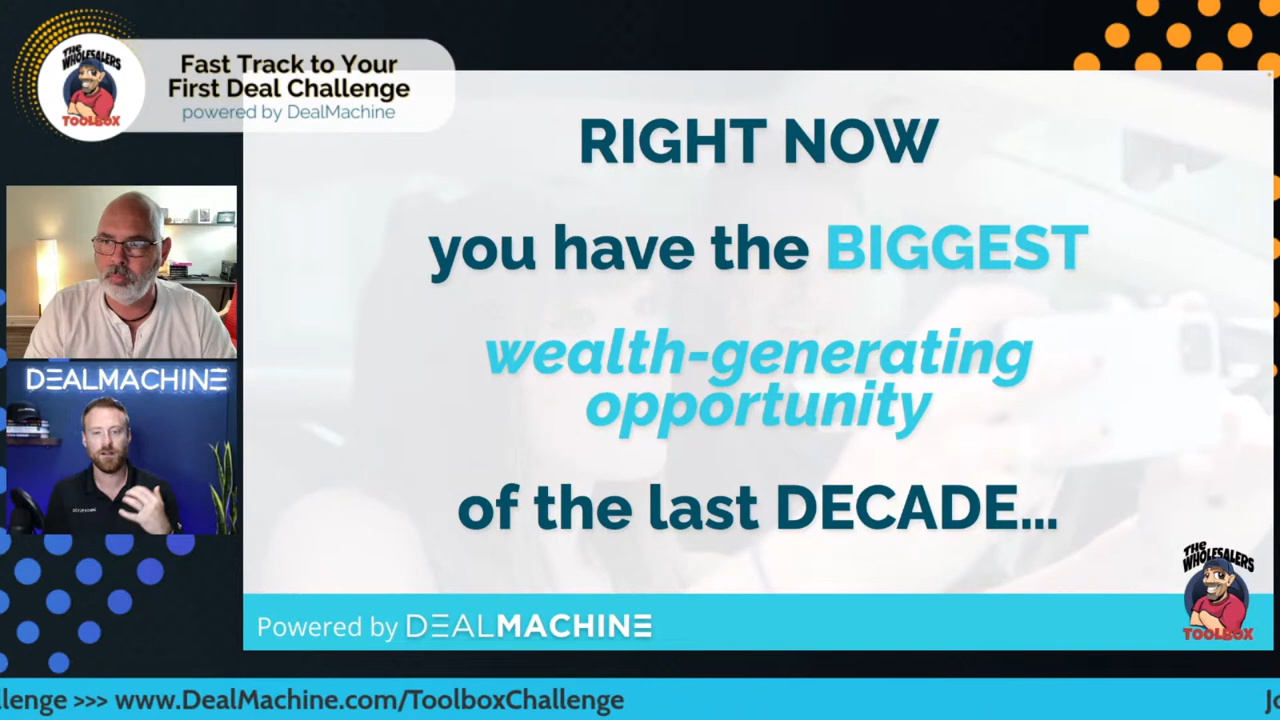 THE
WHOLESALERS
TOOLBOX
Fast Track to Your
First Deal Challenge
powered by DealMachine
RIGHT NOW
you have the BIGGEST
wealth-generating
opportunity
of the last DECADE...
DEALMACHINE
Powered by DEALMACHINE
THE
WHOLESALERS
TOOLBOX
llenge >>> www.DealMachine.com/ToolboxChallenge
Jo